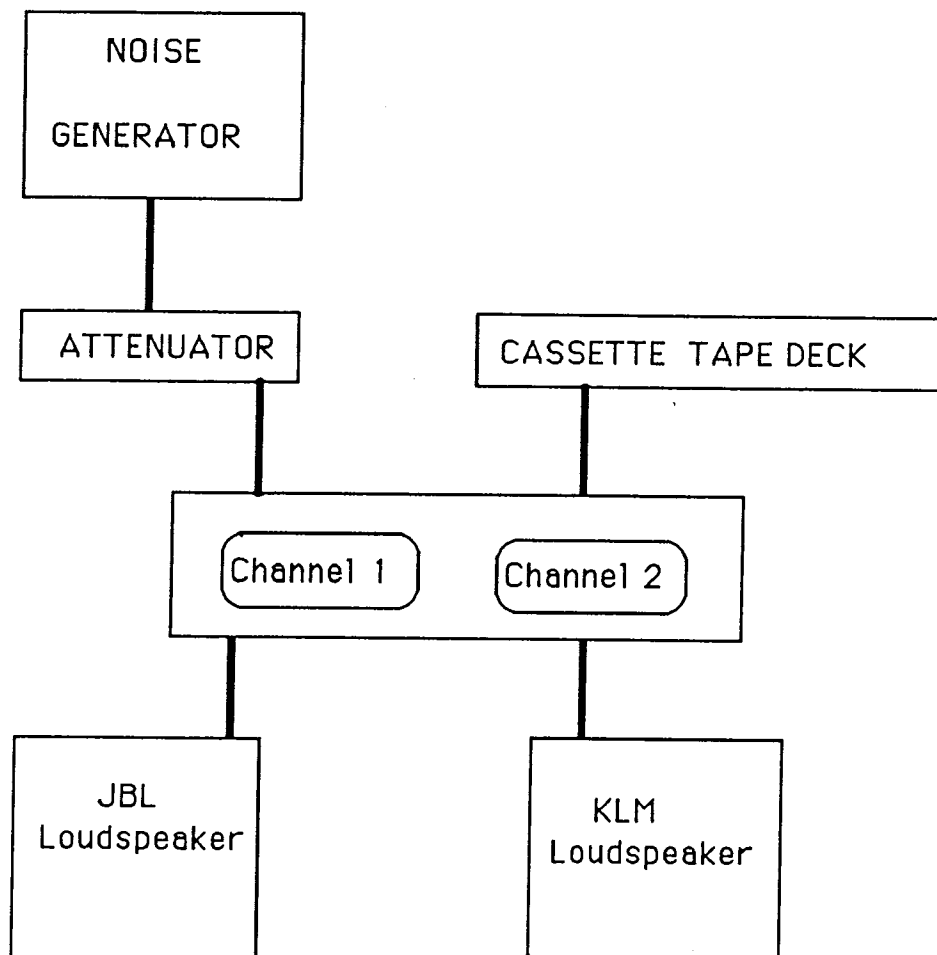 NOISE
GENERATOR
ATTENUATOR
CASSETTE TAPE DECK
Channel 1
Channel 2
JBL
Loudspeaker
KLM
Loudspeaker